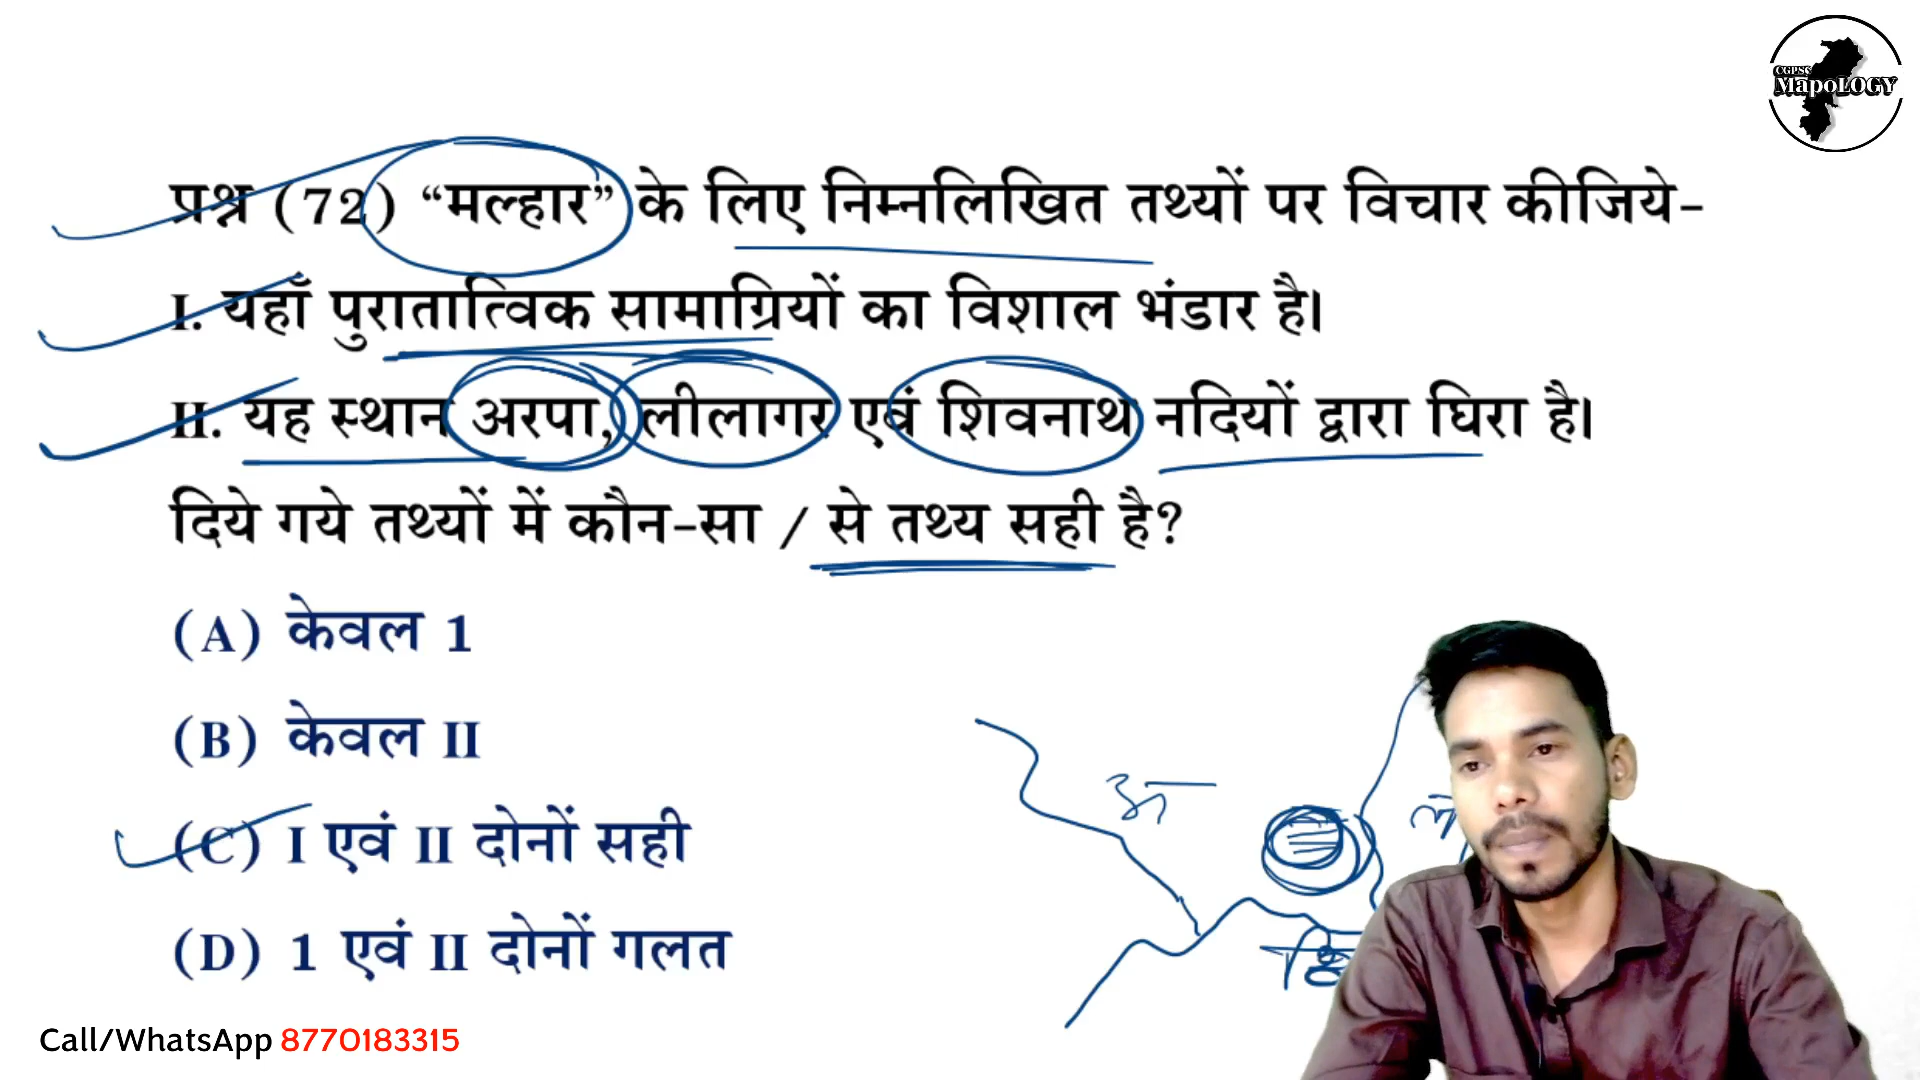 CGPSC
MapoLOGY
प्रश्न (72) “मल्हार” के लिए निम्नलिखित तथ्यों पर विचार कीजिये-
I. यहाँ पुरातात्विक सामाग्रियों का विशाल भंडार है।
II. यह स्थान अरपा, लीलागर एवं शिवनाथ नदियों द्वारा घिरा है।
दिये गये तथ्यों में कौन-सा / से तथ्य सही है?
(A) केवल 1
(B) केवल II
(C) I एवं II दोनों सही
(D) 1 एवं II दोनों गलत
अ
ली
Call/WhatsApp 8770183315